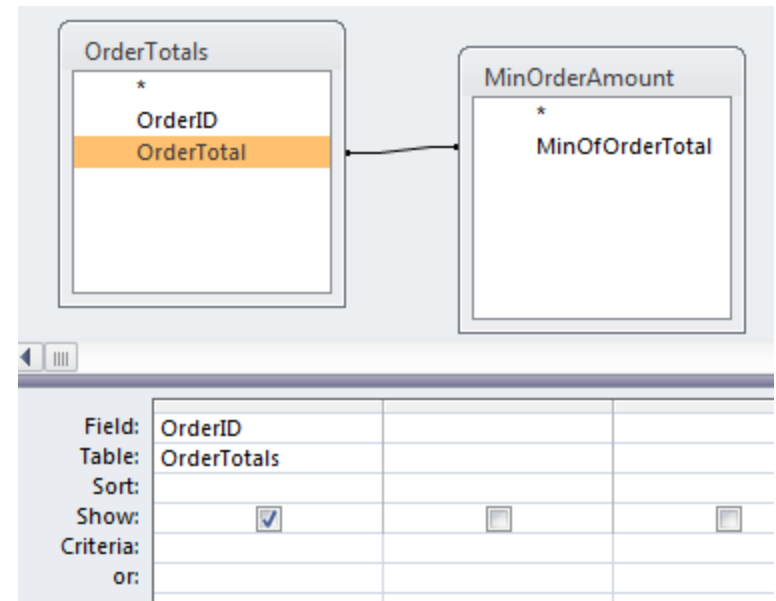 OrderTotals
*
OrderID
OrderTotal
MinOrderAmount
*
MinOfOrderTotal
Field: OrderID
Table: OrderTotals
Sort:
Show:
Criteria:
or: